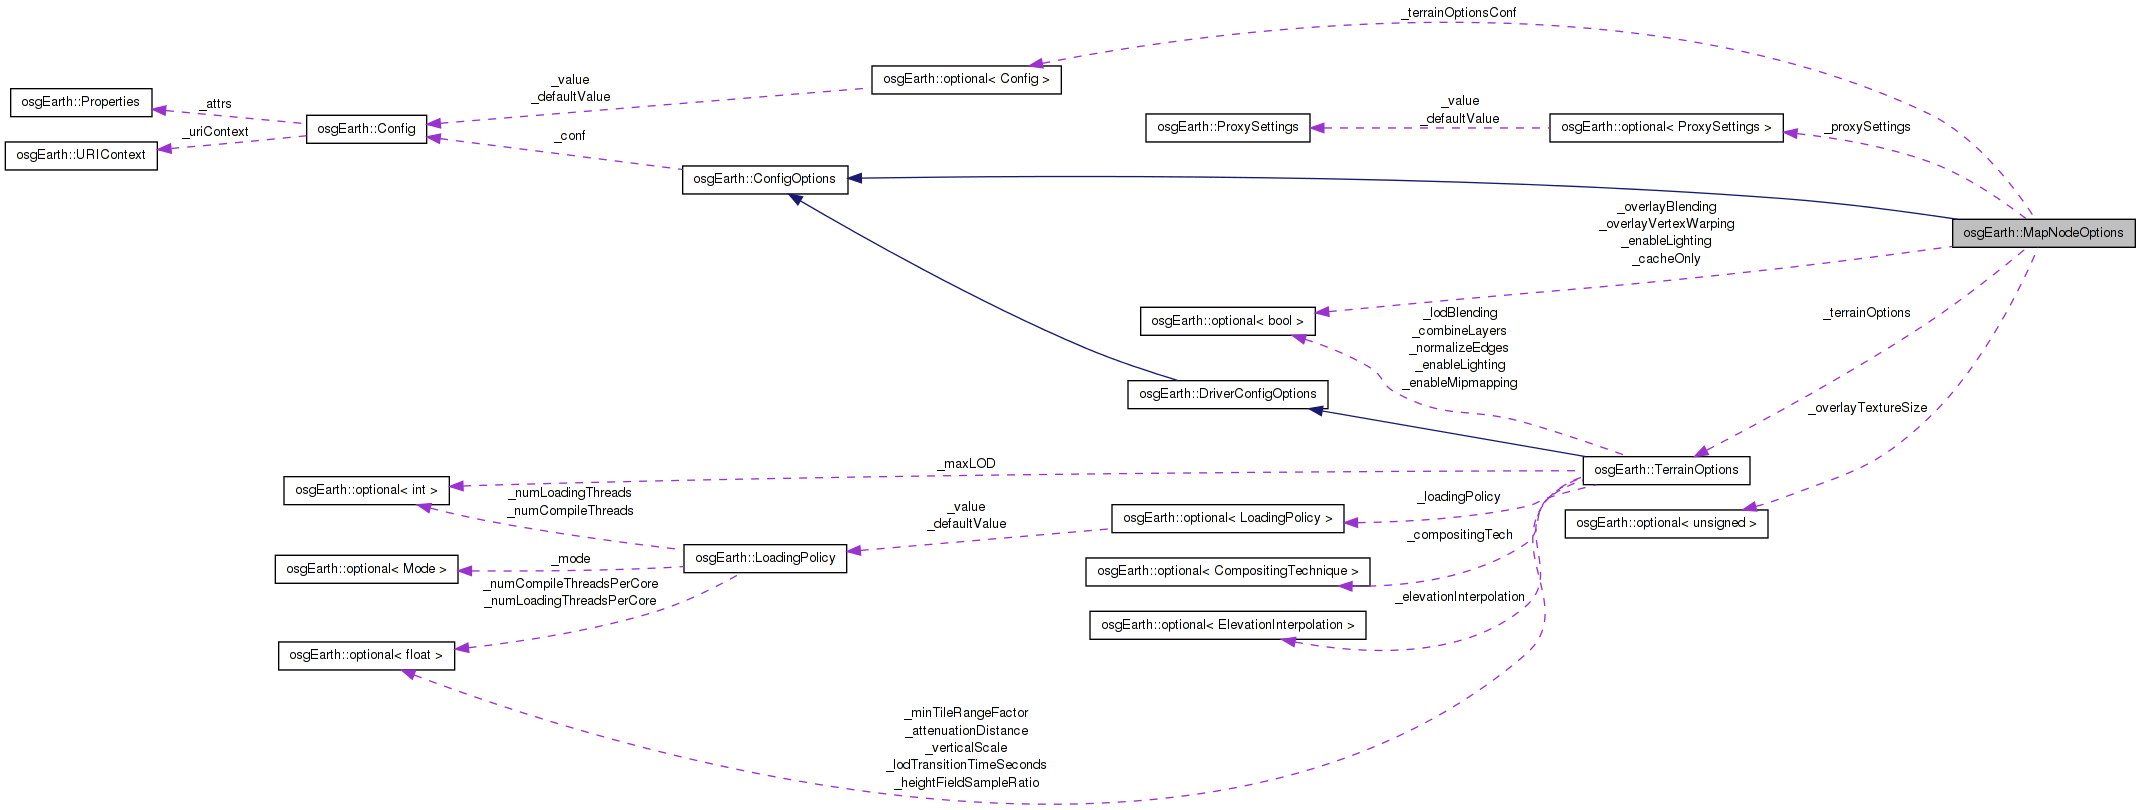 _terrainOptionsConf
osgEarth::optional< Config >
_value
_defaultValue
osgEarth::Properties
_attrs
osgEarth::Config
_uriContext
osgEarth::URIContext
_conf
_value
_defaultValue
osgEarth::ProxySettings
osgEarth::optional< ProxySettings >
_proxySettings
osgEarth::ConfigOptions
_overlayBlending
_overlayVertexWarping
_enableLighting
_cacheOnly
osgEarth::MapNodeOptions
osgEarth::optional< bool >
_lodBlending
_combineLayers
_normalizeEdges
_enableLighting
_enableMipmapping
_terrainOptions
osgEarth::DriverConfigOptions
_overlayTextureSize
_maxLOD
osgEarth::TerrainOptions
osgEarth::optional< int >
_numLoadingThreads
_numCompileThreads
_value
_defaultValue
_loadingPolicy
osgEarth::optional< LoadingPolicy >
osgEarth::optional< unsigned >
_compositingTech
osgEarth::LoadingPolicy
_mode
osgEarth::optional< Mode >
_numCompileThreadsPerCore
_numLoadingThreadsPerCore
osgEarth::optional< CompositingTechnique >
_elevationInterpolation
osgEarth::optional< ElevationInterpolation >
osgEarth::optional< float >
_minTileRangeFactor
_attenuationDistance
_verticalScale
_lodTransitionTimeSeconds
_heightFieldSampleRatio